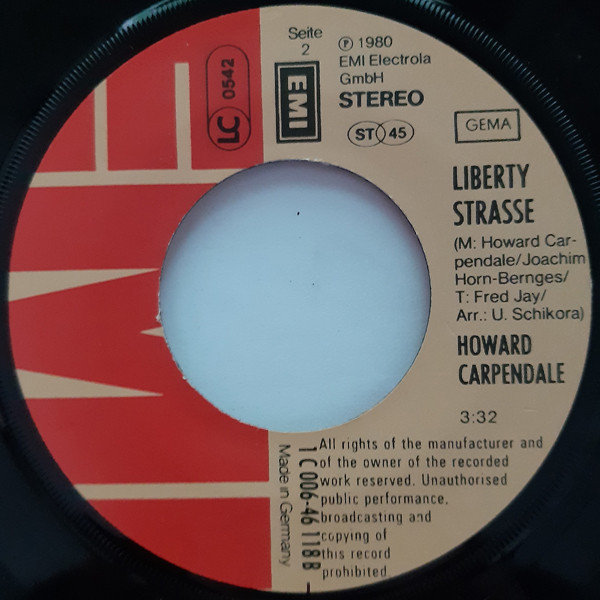 Seite
2
℗ 1980
EMI Electrola
GmbH
STEREO
ST 45
LC 0542
EMI
GEMA
LIBERTY
STRASSE
(M: Howard Car-
pendale/Joachim
Horn-Bernges/
T: Fred Jay/
Arr.: U. Schikora)
HOWARD
CARPENDALE
3:32
All rights of the manufacturer and
of the owner of the recorded
work reserved. Unauthorised
public performance,
broadcasting and
copying of
this record
prohibited
1 C 006-46 118 B
Made in Germany
EMI